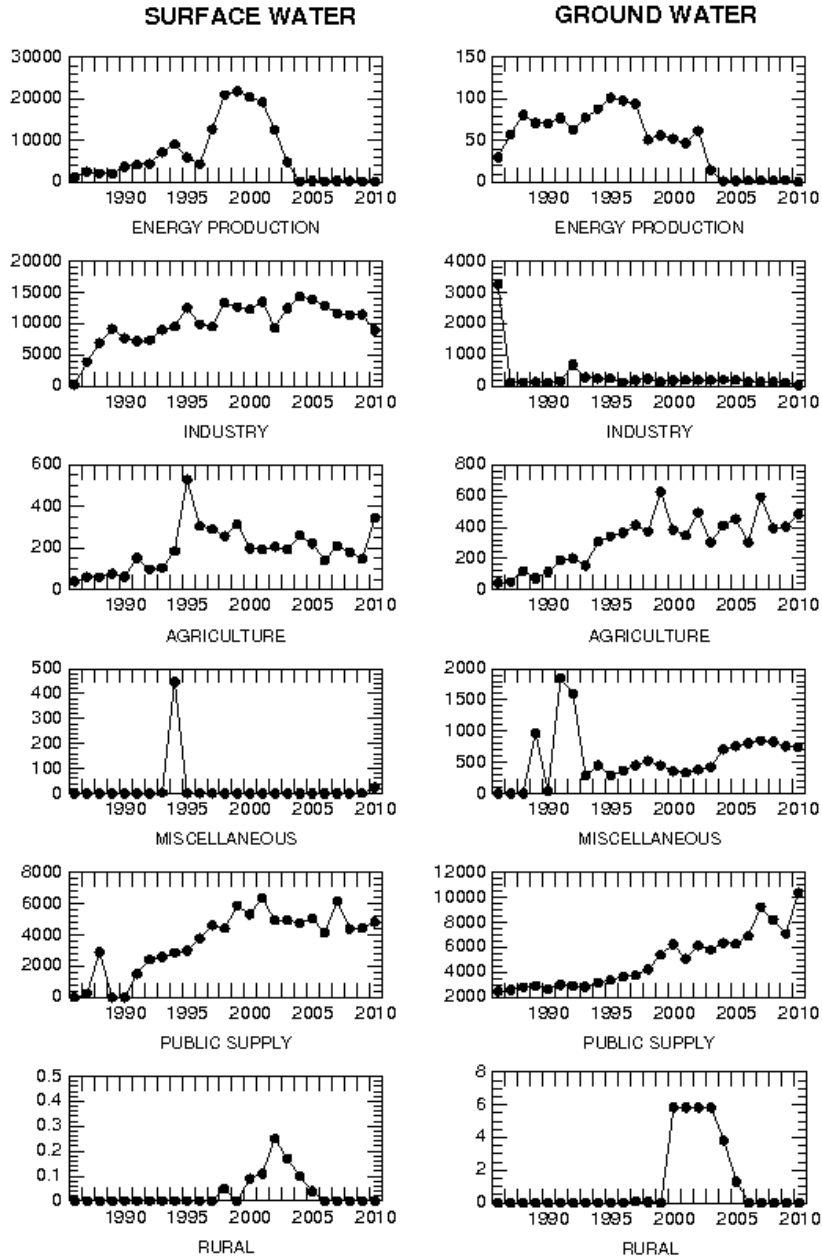 SURFACE WATER
GROUND WATER
30000
20000
10000
0
1990 1995 2000 2005 2010
ENERGY PRODUCTION
150
100
50
0
1990 1995 2000 2005 2010
ENERGY PRODUCTION
20000
15000
10000
5000
0
1990 1995 2000 2005 2010
INDUSTRY
4000
3000
2000
1000
0
1990 1995 2000 2005 2010
INDUSTRY
600
400
200
0
1990 1995 2000 2005 2010
AGRICULTURE
800
600
400
200
0
1990 1995 2000 2005 2010
AGRICULTURE
500
400
300
200
100
0
1990 1995 2000 2005 2010
MISCELLANEOUS
2000
1500
1000
500
0
1990 1995 2000 2005 2010
MISCELLANEOUS
8000
6000
4000
2000
0
1990 1995 2000 2005 2010
PUBLIC SUPPLY
12000
10000
8000
6000
4000
2000
1990 1995 2000 2005 2010
PUBLIC SUPPLY
0.5
0.4
0.3
0.2
0.1
0
1990 1995 2000 2005 2010
RURAL
8
6
4
2
0
1990 1995 2000 2005 2010
RURAL